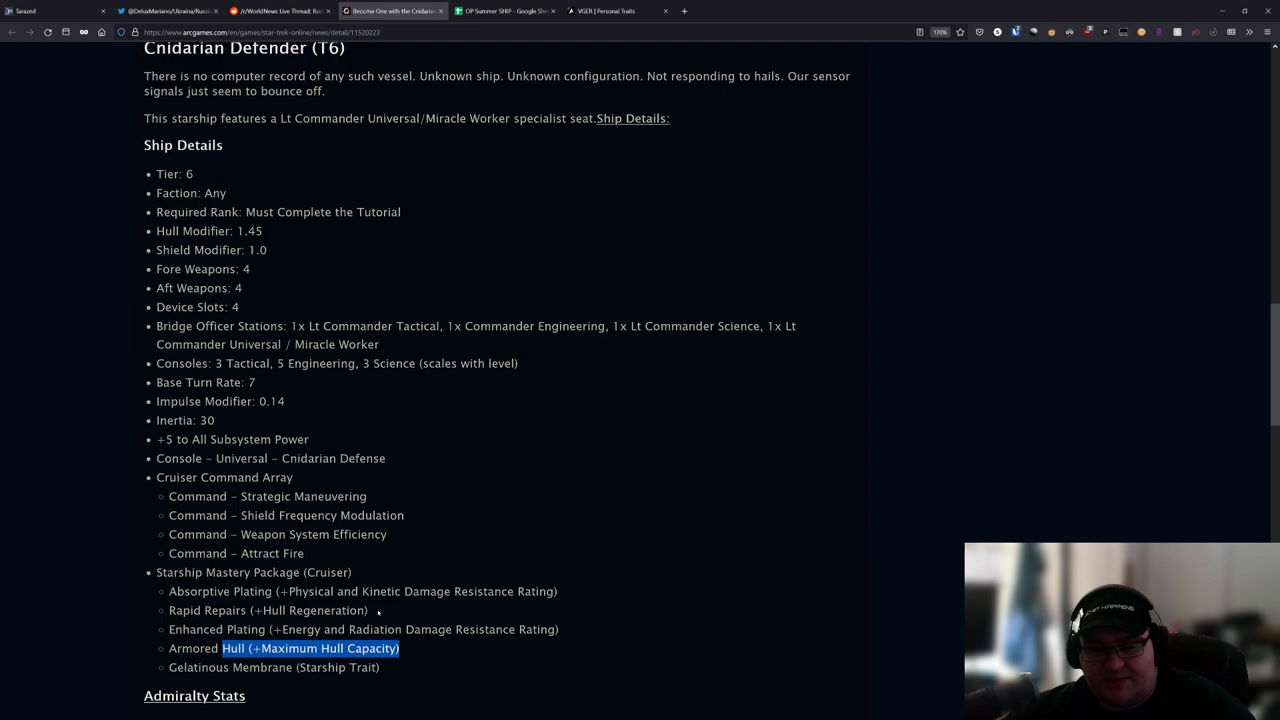 Tarazed
@DeluxMariano/Ukraina/Russia
/r/WorldNews Live Thread: Rus
Become One with the Cnidarian
OP Summer SHIP - Google She
VGER | Personal Traits
https://www.arcgames.com/en/games/star-trek-online/news/detail/11520223
170%
Cnidarian Defender (T6)
There is no computer record of any such vessel. Unknown ship. Unknown configuration. Not responding to hails. Our sensor
signals just seem to bounce off.
This starship features a Lt Commander Universal/Miracle Worker specialist seat.Ship Details:
Ship Details
• Tier: 6
• Faction: Any
• Required Rank: Must Complete the Tutorial
• Hull Modifier: 1.45
• Shield Modifier: 1.0
• Fore Weapons: 4
• Aft Weapons: 4
• Device Slots: 4
• Bridge Officer Stations: 1x Lt Commander Tactical, 1x Commander Engineering, 1x Lt Commander Science, 1x Lt
Commander Universal / Miracle Worker
• Consoles: 3 Tactical, 5 Engineering, 3 Science (scales with level)
• Base Turn Rate: 7
• Impulse Modifier: 0.14
• Inertia: 30
• +5 to All Subsystem Power
• Console – Universal – Cnidarian Defense
• Cruiser Command Array
◦ Command – Strategic Maneuvering
◦ Command – Shield Frequency Modulation
◦ Command – Weapon System Efficiency
◦ Command – Attract Fire
• Starship Mastery Package (Cruiser)
◦ Absorptive Plating (+Physical and Kinetic Damage Resistance Rating)
◦ Rapid Repairs (+Hull Regeneration)
◦ Enhanced Plating (+Energy and Radiation Damage Resistance Rating)
◦ Armored Hull (+Maximum Hull Capacity)
◦ Gelatinous Membrane (Starship Trait)
Admiralty Stats